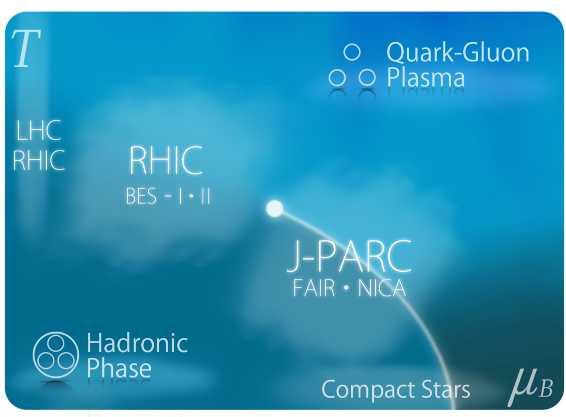 T
Quark-Gluon
Plasma
LHC
RHIC
RHIC
BES - I • II
J-PARC
FAIR • NICA
Hadronic
Phase
Compact Stars
μB